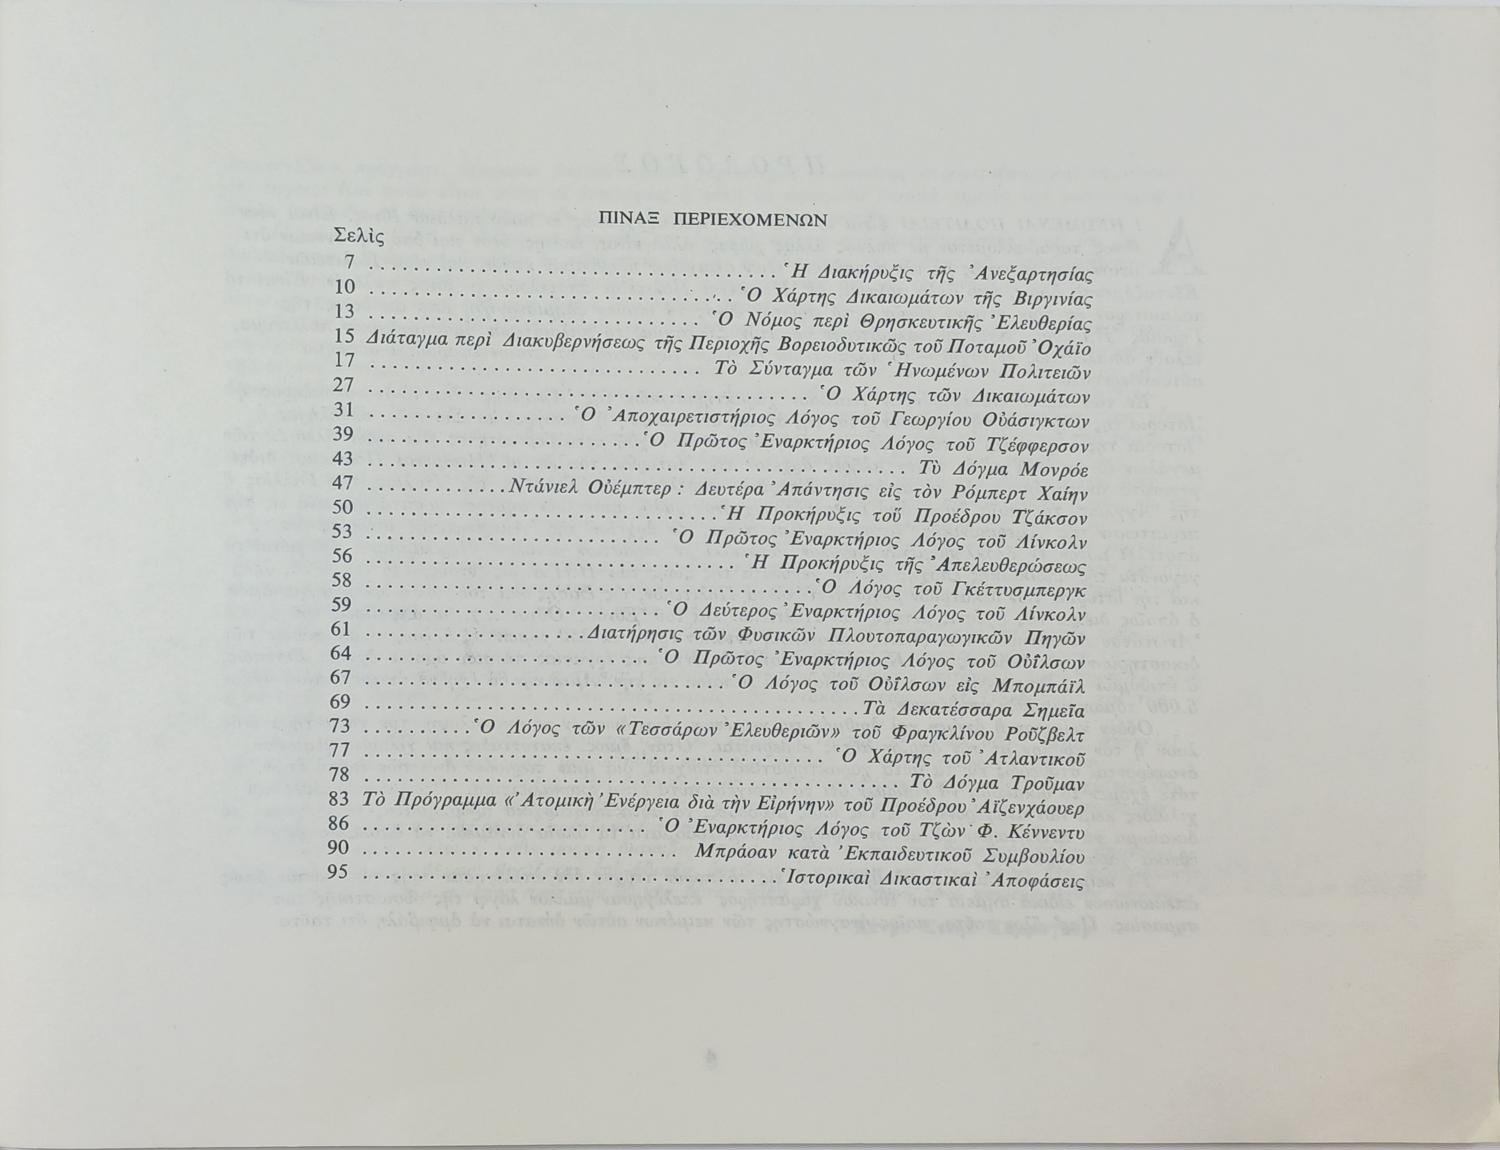 ΠΙΝΑΞ ΠΕΡΙΕΧΟΜΕΝΩΝ
Σελὶς
7 ..................................... Ἡ Διακήρυξις τῆς Ἀνεξαρτησίας
10 ................................. Ὁ Χάρτης Δικαιωμάτων τῆς Βιργινίας
13 .............................. Ὁ Νόμος περὶ Θρησκευτικῆς Ἐλευθερίας
15 Διάταγμα περὶ Διακυβερνήσεως τῆς Περιοχῆς Βορειοδυτικῶς τοῦ Ποταμοῦ Ὀχάϊο
17 .............................. Τὸ Σύνταγμα τῶν Ἡνωμένων Πολιτειῶν
27 ........................................ Ὁ Χάρτης τῶν Δικαιωμάτων
31 .................. Ὁ Ἀποχαιρετιστήριος Λόγος τοῦ Γεωργίου Οὐάσιγκτων
39 ......................... Ὁ Πρῶτος Ἐναρκτήριος Λόγος τοῦ Τζέφφερσον
43 ................................................. Τὸ Δόγμα Μονρόε
47 ............. Ντάνιελ Οὐέμπτερ : Δευτέρα Ἀπάντησις εἰς τὸν Ρόμπερτ Χαίην
50 ................................ Ἡ Προκήρυξις τοῦ Προέδρου Τζάκσον
53 ........................... Ὁ Πρῶτος Ἐναρκτήριος Λόγος τοῦ Λίνκολν
56 .................................. Ἡ Προκήρυξις τῆς Ἀπελευθερώσεως
58 ......................................... Ὁ Λόγος τοῦ Γκέττυσμπεργκ
59 ........................... Ὁ Δεύτερος Ἐναρκτήριος Λόγος τοῦ Λίνκολν
61 .................... Διατήρησις τῶν Φυσικῶν Πλουτοπαραγωγικῶν Πηγῶν
64 .......................... Ὁ Πρῶτος Ἐναρκτήριος Λόγος τοῦ Οὐΐλσων
67 ................................. Ὁ Λόγος τοῦ Οὐΐλσων εἰς Μπομπάϊλ
69 ............................................. Τὰ Δεκατέσσαρα Σημεῖα
73 .......... Ὁ Λόγος τῶν «Τεσσάρων Ἐλευθεριῶν» τοῦ Φραγκλίνου Ροῦζβελτ
77 .......................................... Ὁ Χάρτης τοῦ Ἀτλαντικοῦ
78 ................................................... Τὸ Δόγμα Τροῦμαν
83 Τὸ Πρόγραμμα «Ἀτομικὴ Ἐνέργεια διὰ τὴν Εἰρήνην» τοῦ Προέδρου Ἀϊζενχάουερ
86 .......................... Ὁ Ἐναρκτήριος Λόγος τοῦ Τζὼν Φ. Κέννεντυ
90 ............................. Μπράοαν κατὰ Ἐκπαιδευτικοῦ Συμβουλίου
95 ...................................... Ἱστορικαὶ Δικαστικαὶ Ἀποφάσεις